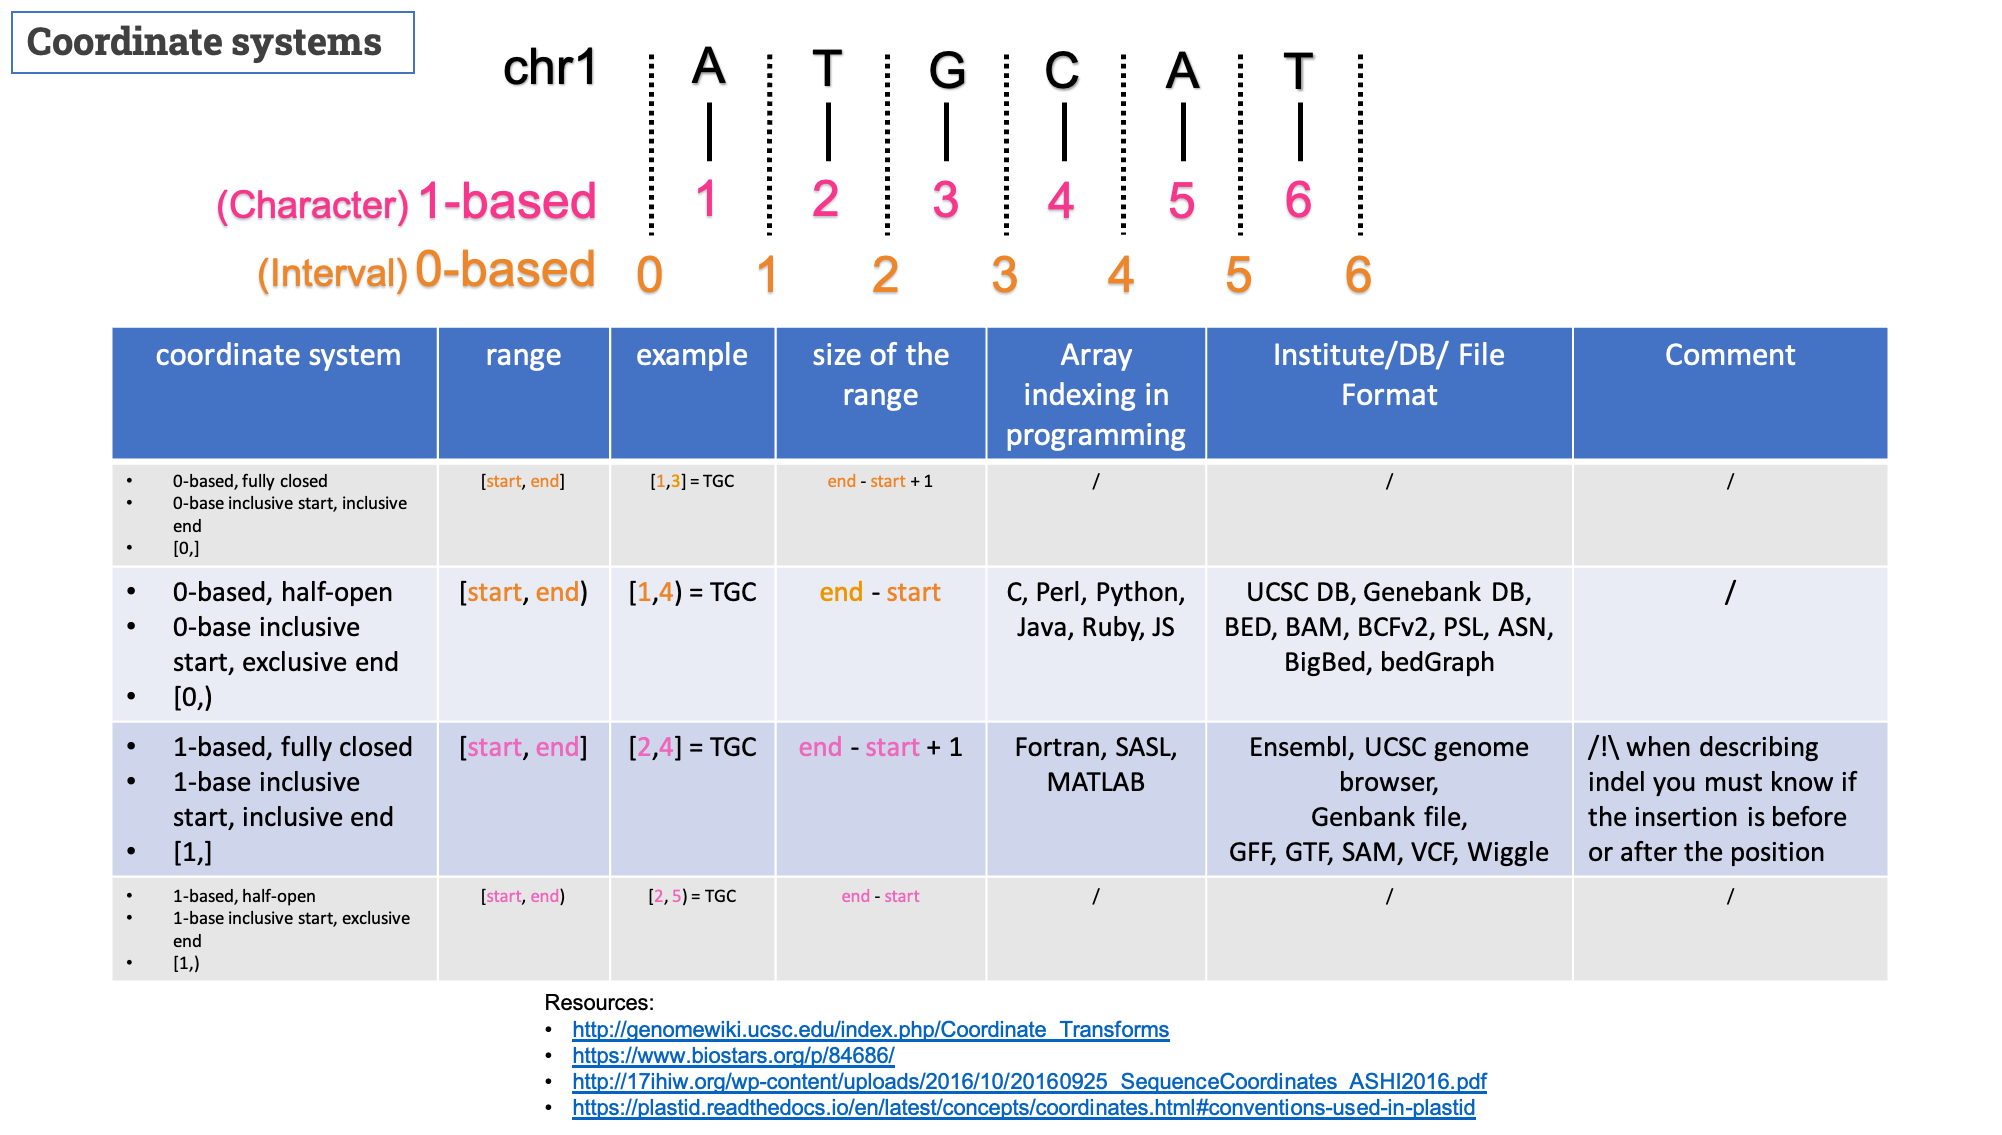 Coordinate systems
chr1 A T G C A T
(Character) 1-based 1 2 3 4 5 6
(Interval) 0-based 0 1 2 3 4 5 6
coordinate system
range
example
size of the
range
Array
indexing in
programming
Institute/DB/ File
Format
Comment
• 0-based, fully closed
• 0-base inclusive start, inclusive
end
• [0,]
[start, end]
[1,3] = TGC
end - start + 1
/
/
/
• 0-based, half-open
• 0-base inclusive
start, exclusive end
• [0,)
[start, end)
[1,4) = TGC
end - start
C, Perl, Python,
Java, Ruby, JS
UCSC DB, Genebank DB,
BED, BAM, BCFv2, PSL, ASN,
BigBed, bedGraph
/
• 1-based, fully closed
• 1-base inclusive
start, inclusive end
• [1,]
[start, end]
[2,4] = TGC
end - start + 1
Fortran, SASL,
MATLAB
Ensembl, UCSC genome
browser,
Genbank file,
GFF, GTF, SAM, VCF, Wiggle
/!\ when describing
indel you must know if
the insertion is before
or after the position
• 1-based, half-open
• 1-base inclusive start, exclusive
end
• [1,)
[start, end)
[2, 5) = TGC
end - start
/
/
/
Resources:
• http://genomewiki.ucsc.edu/index.php/Coordinate_Transforms
• https://www.biostars.org/p/84686/
• http://17ihiw.org/wp-content/uploads/2016/10/20160925_SequenceCoordinates_ASHI2016.pdf
• https://plastid.readthedocs.io/en/latest/concepts/coordinates.html#conventions-used-in-plastid